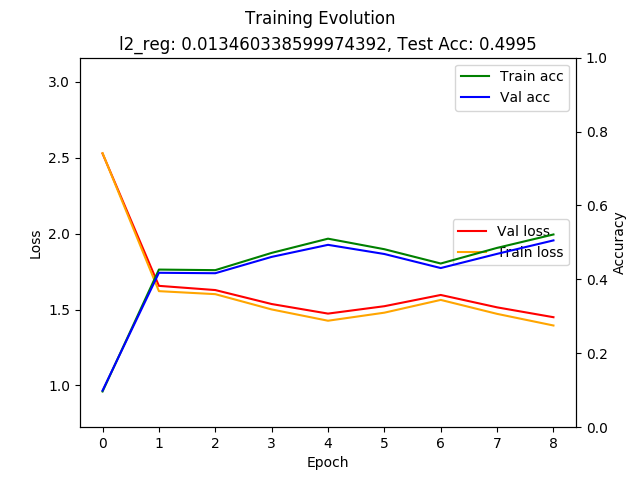 Training Evolution
l2_reg: 0.013460338599974392, Test Acc: 0.4995
Train acc
Val acc
Val loss
Train loss
Loss
3.0
2.5
2.0
1.5
1.0
Accuracy
1.0
0.8
0.6
0.4
0.2
0.0
0 1 2 3 4 5 6 7 8
Epoch